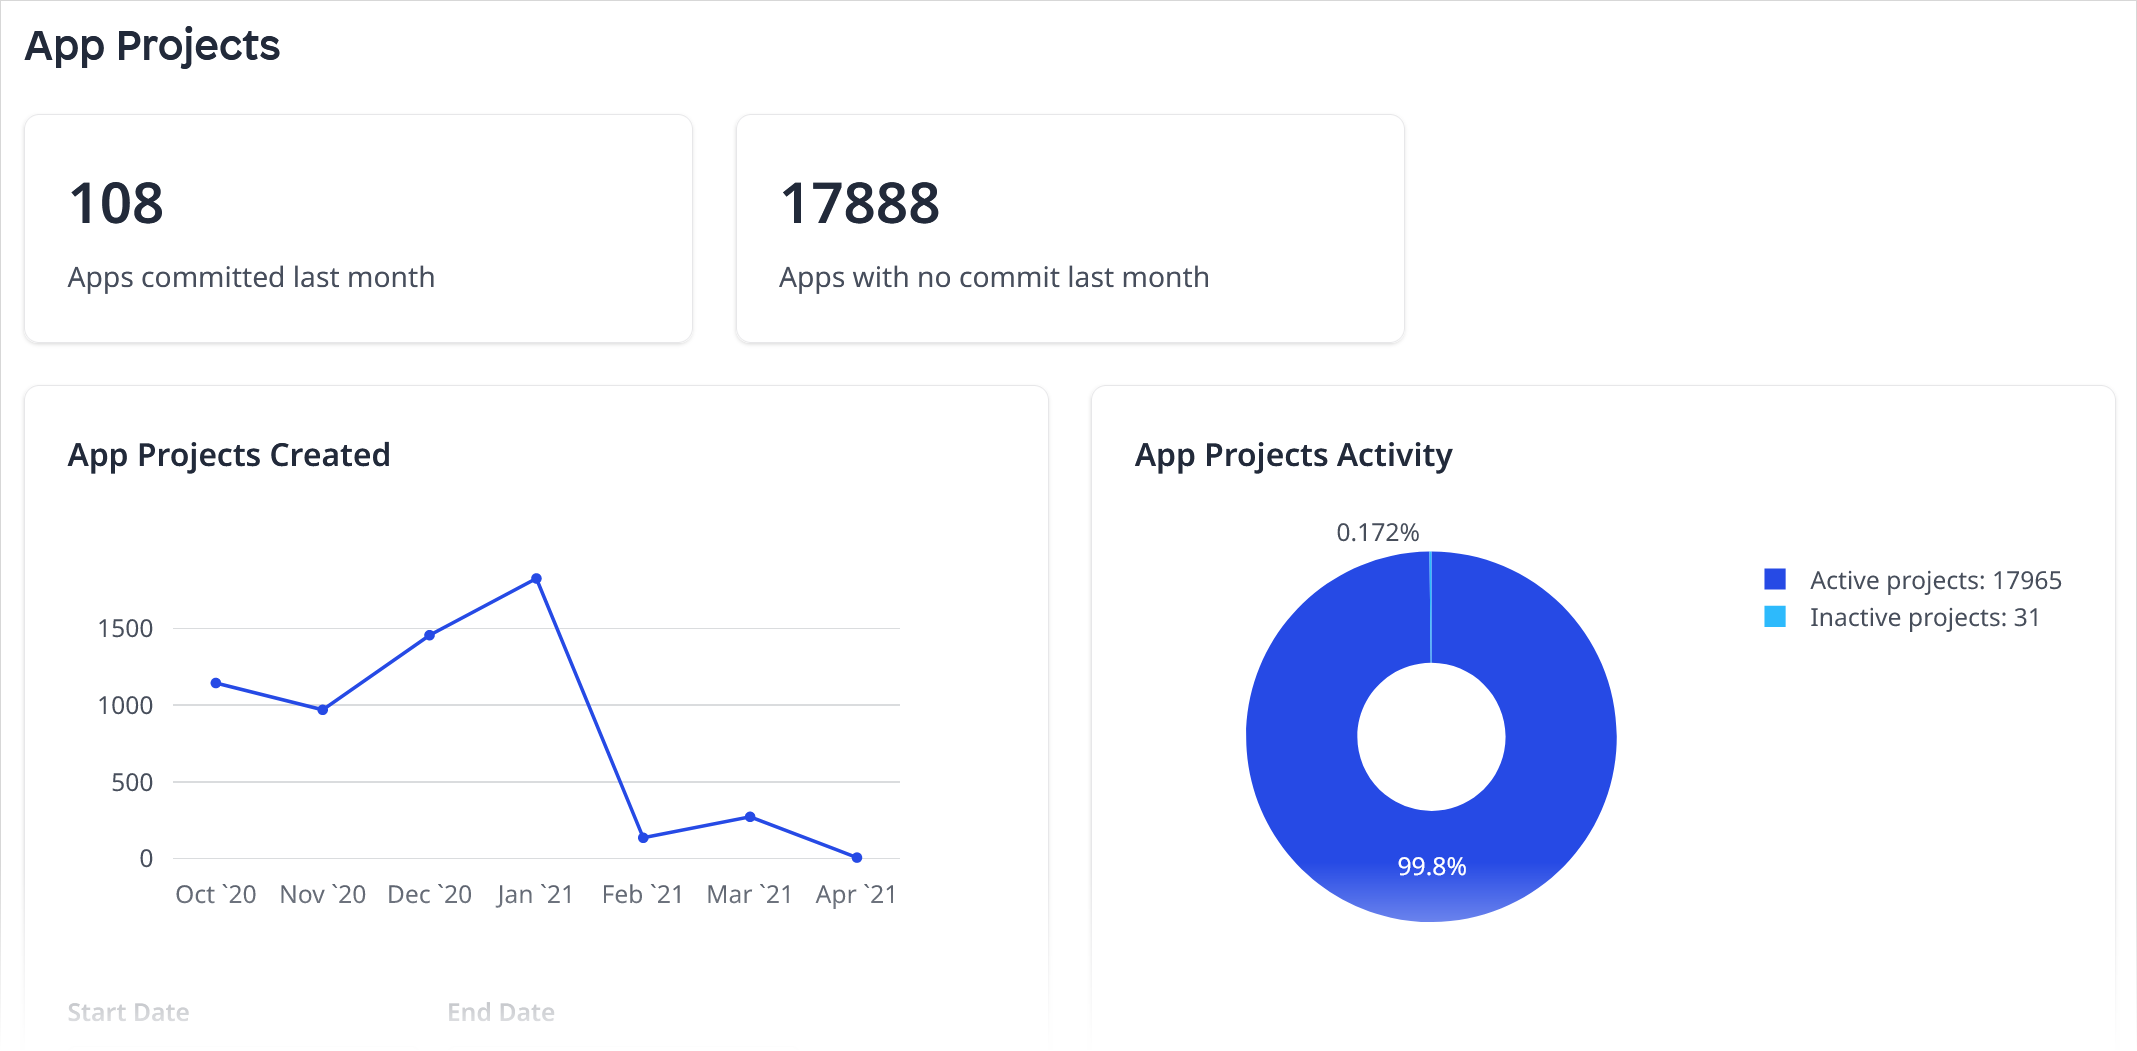 App Projects
108
Apps committed last month
17888
Apps with no commit last month
App Projects Created
1500
1000
500
0
Oct `20 Nov `20 Dec `20 Jan `21 Feb `21 Mar `21 Apr `21
Start Date End Date
App Projects Activity
0.172%
99.8%
Active projects: 17965
Inactive projects: 31